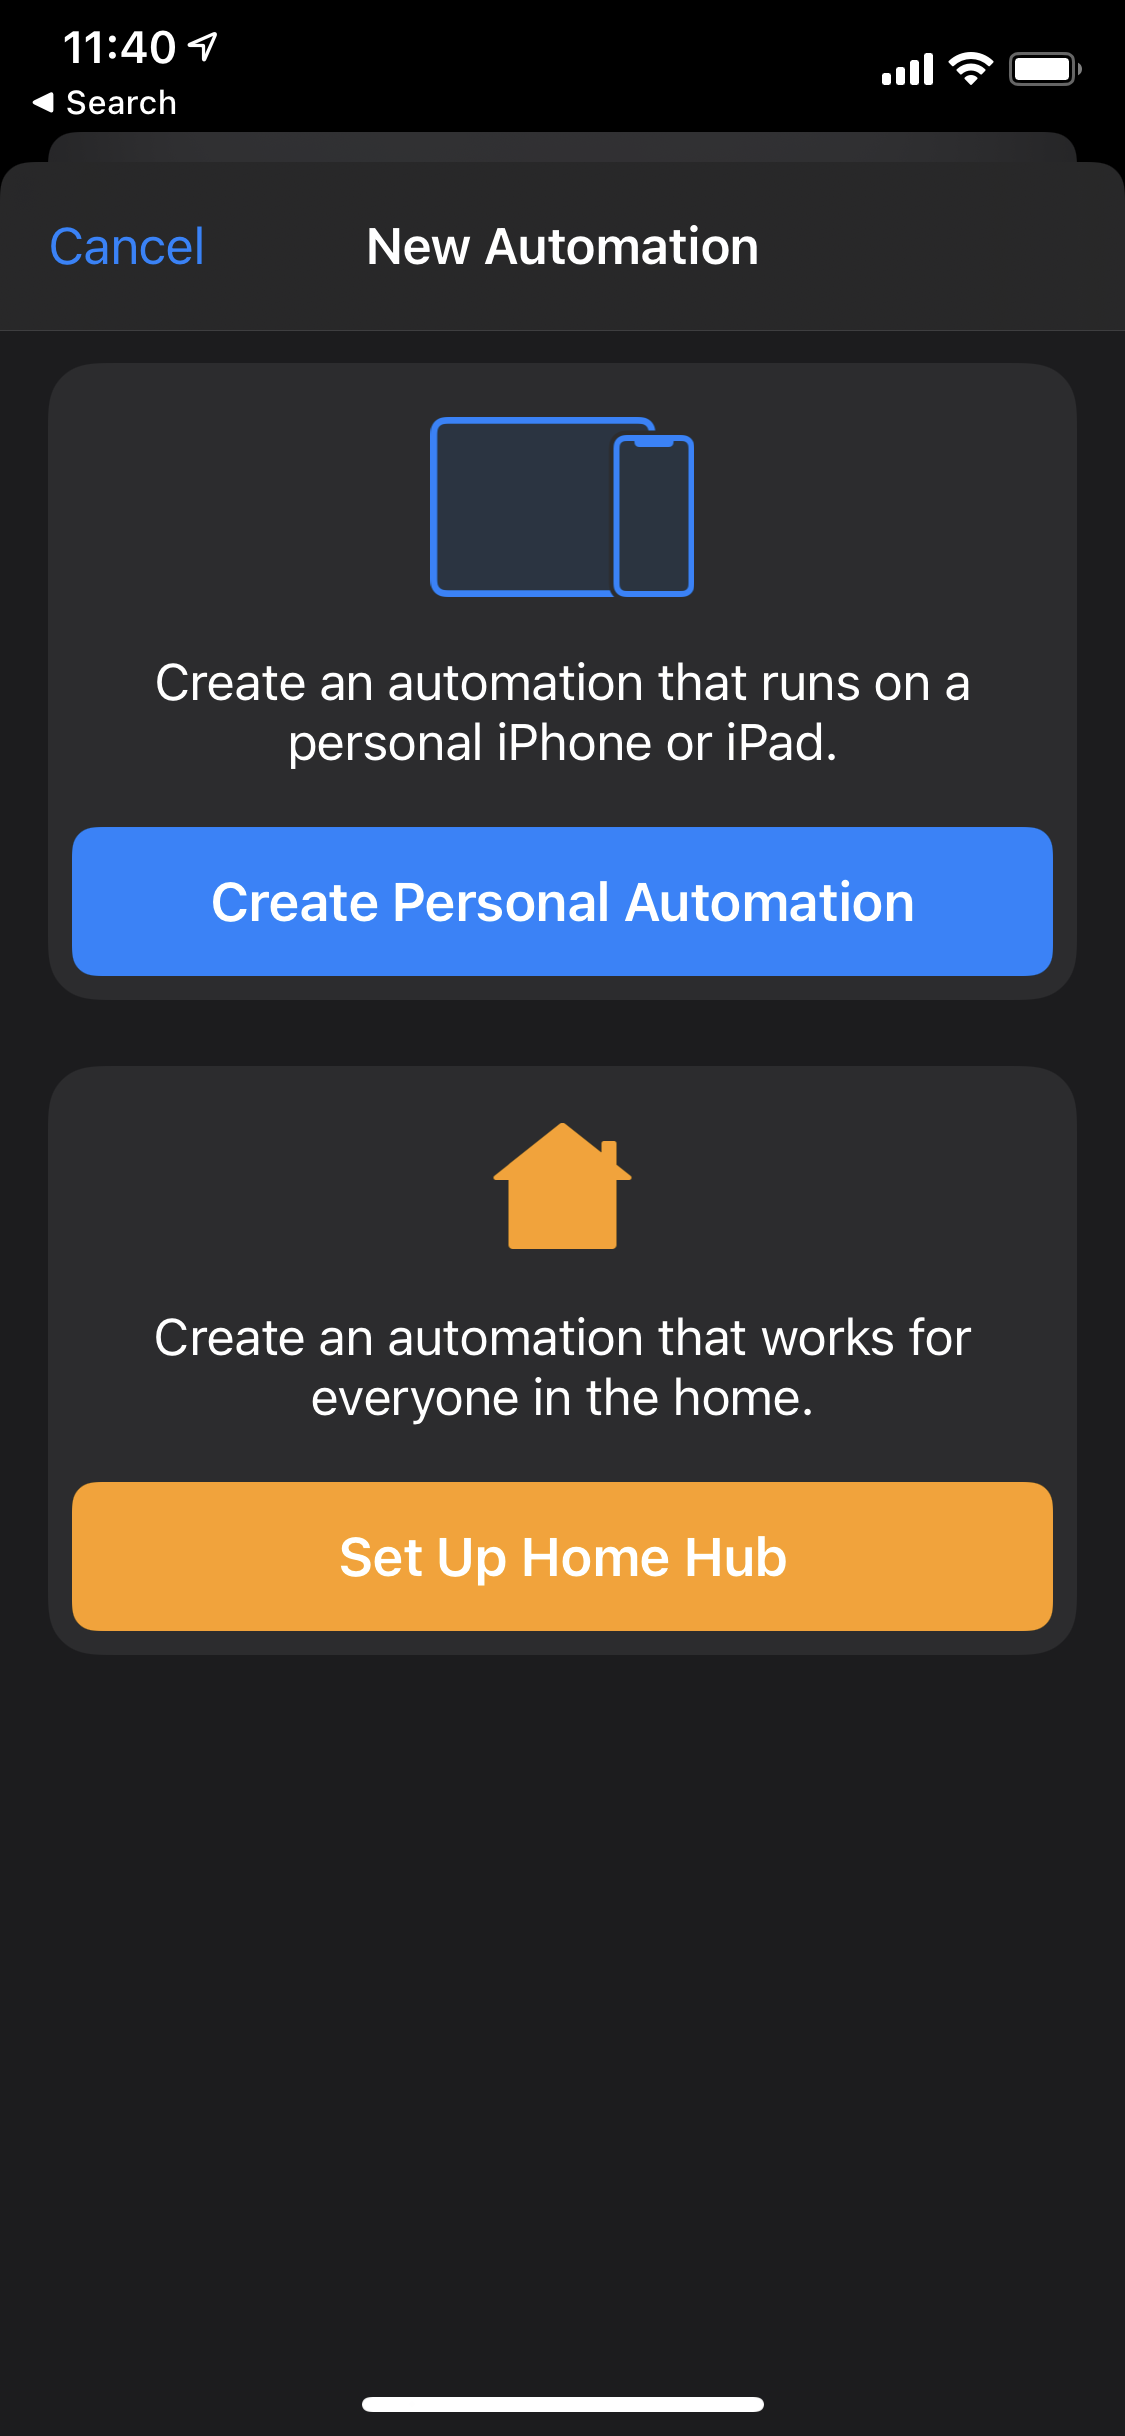 11:40
Search
Cancel
New Automation
Create an automation that runs on a
personal iPhone or iPad.
Create Personal Automation
Create an automation that works for
everyone in the home.
Set Up Home Hub